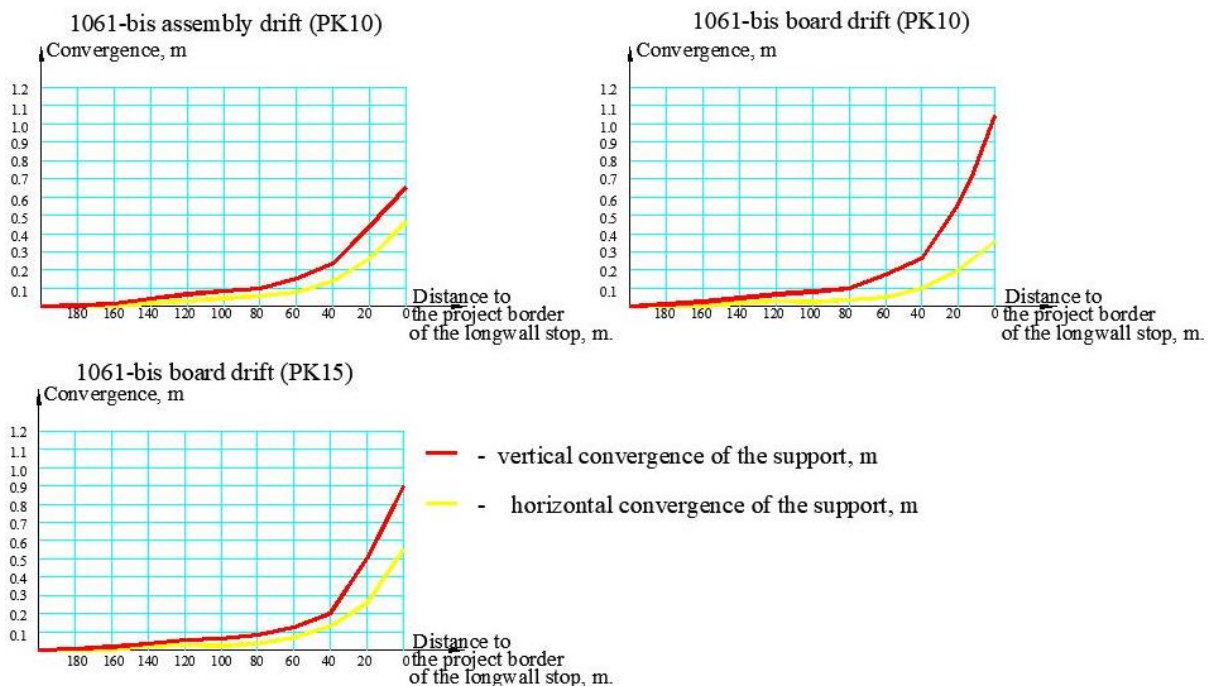 1061-bis assembly drift (PK10)
Convergence, m
1.2
1.1
1.0
0.9
0.8
0.7
0.6
0.5
0.4
0.3
0.2
0.1
180 160 140 120 100 80 60 40 20 0
Distance to
the project border
of the longwall stop, m.
1061-bis board drift (PK10)
Convergence, m
1.2
1.1
1.0
0.9
0.8
0.7
0.6
0.5
0.4
0.3
0.2
0.1
180 160 140 120 100 80 60 40 20 0
Distance to
the project border
of the longwall stop, m.
1061-bis board drift (PK15)
Convergence, m
1.2
1.1
1.0
0.9
0.8
0.7
0.6
0.5
0.4
0.3
0.2
0.1
180 160 140 120 100 80 60 40 20 0
Distance to
the project border
of the longwall stop, m.
- vertical convergence of the support, m
- horizontal convergence of the support, m